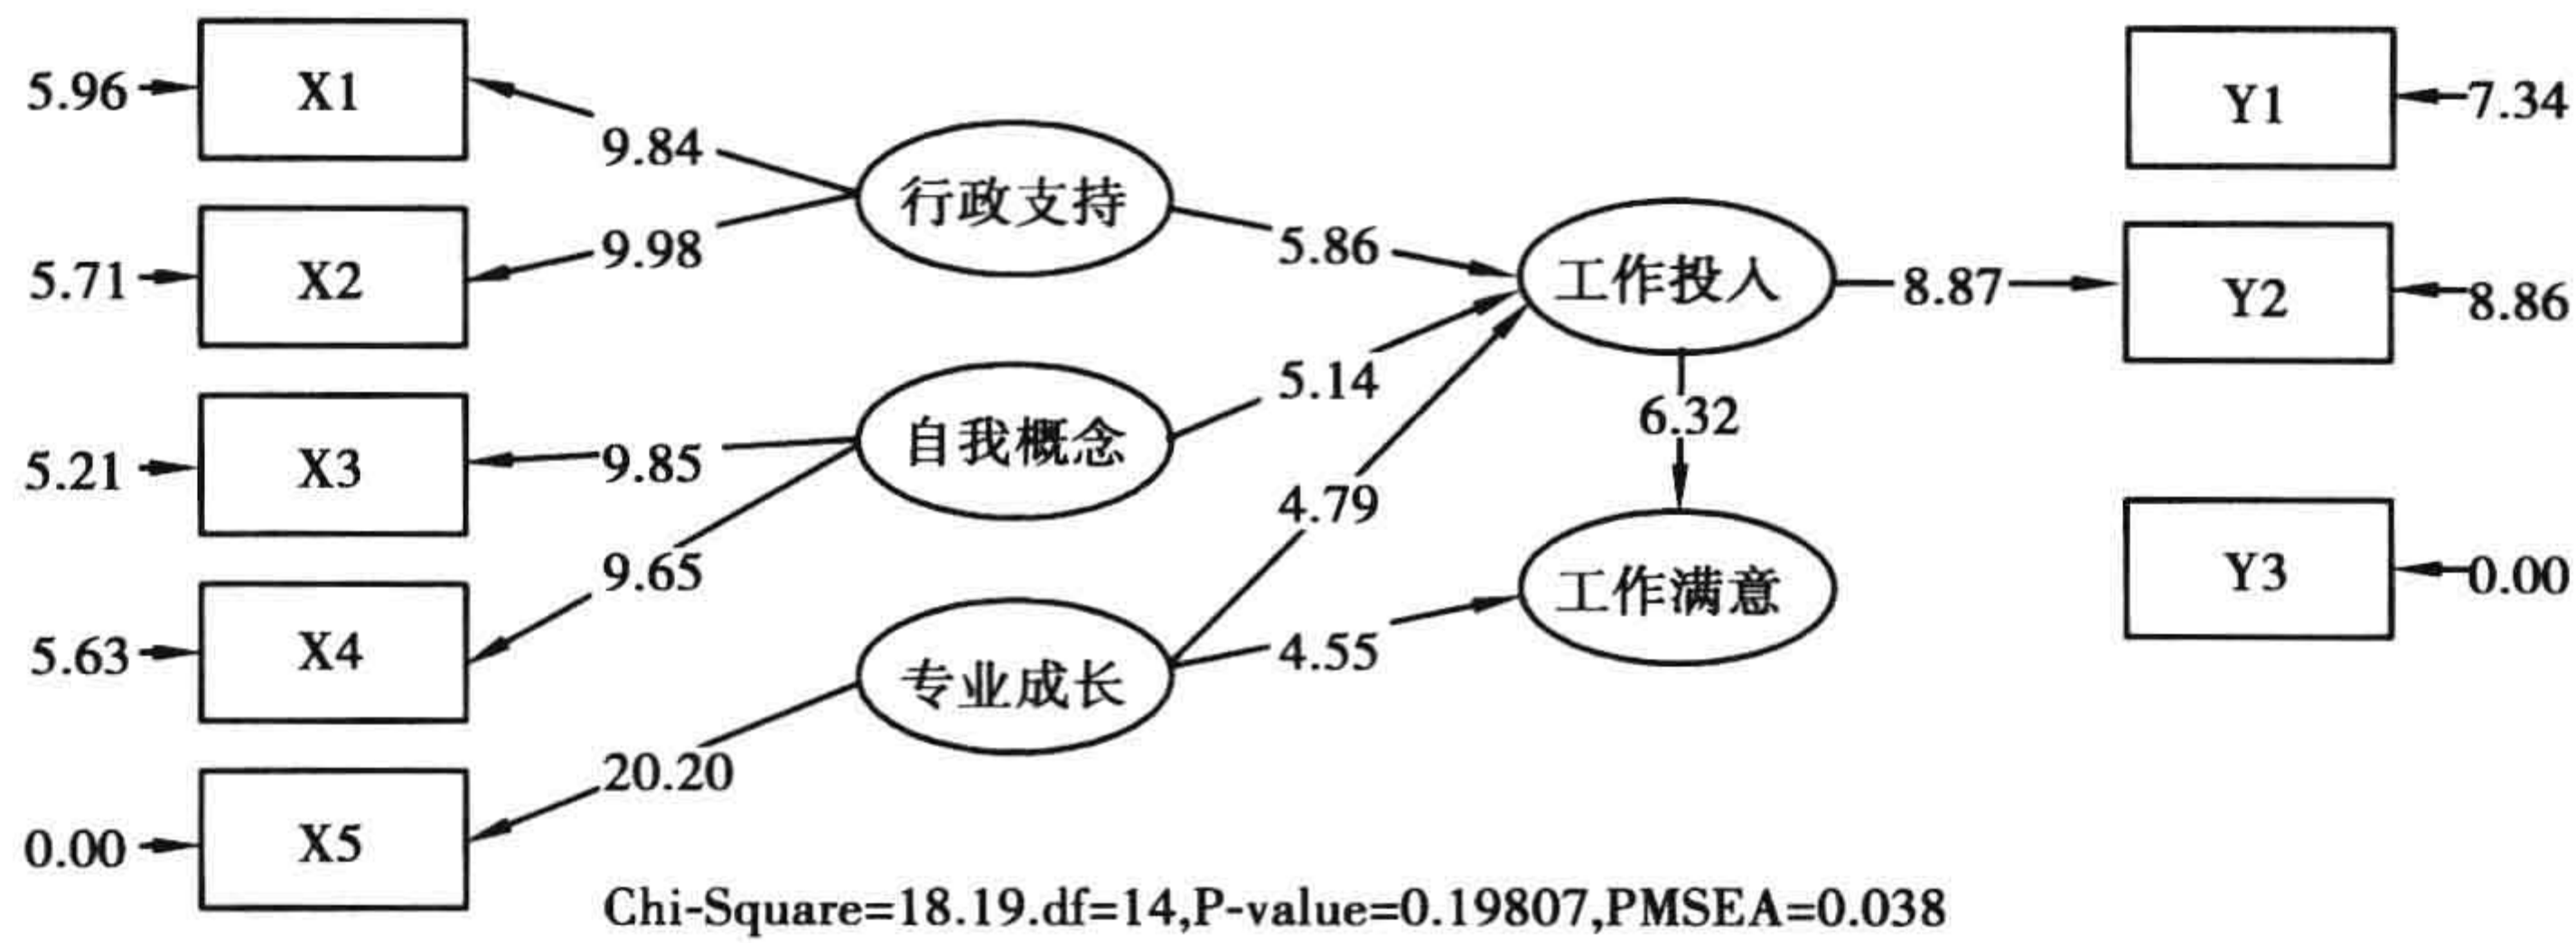 5.96
X1
Y1
7.34
9.84
行政支持
5.71
X2
9.98
5.86
工作投入
8.87
Y2
8.86
5.14
6.32
5.21
X3
9.85
自我概念
4.79
9.65
工作满意
Y3
0.00
5.63
X4
专业成长
4.55
20.20
0.00
X5
Chi-Square=18.19.df=14,P-value=0.19807,PMSEA=0.038